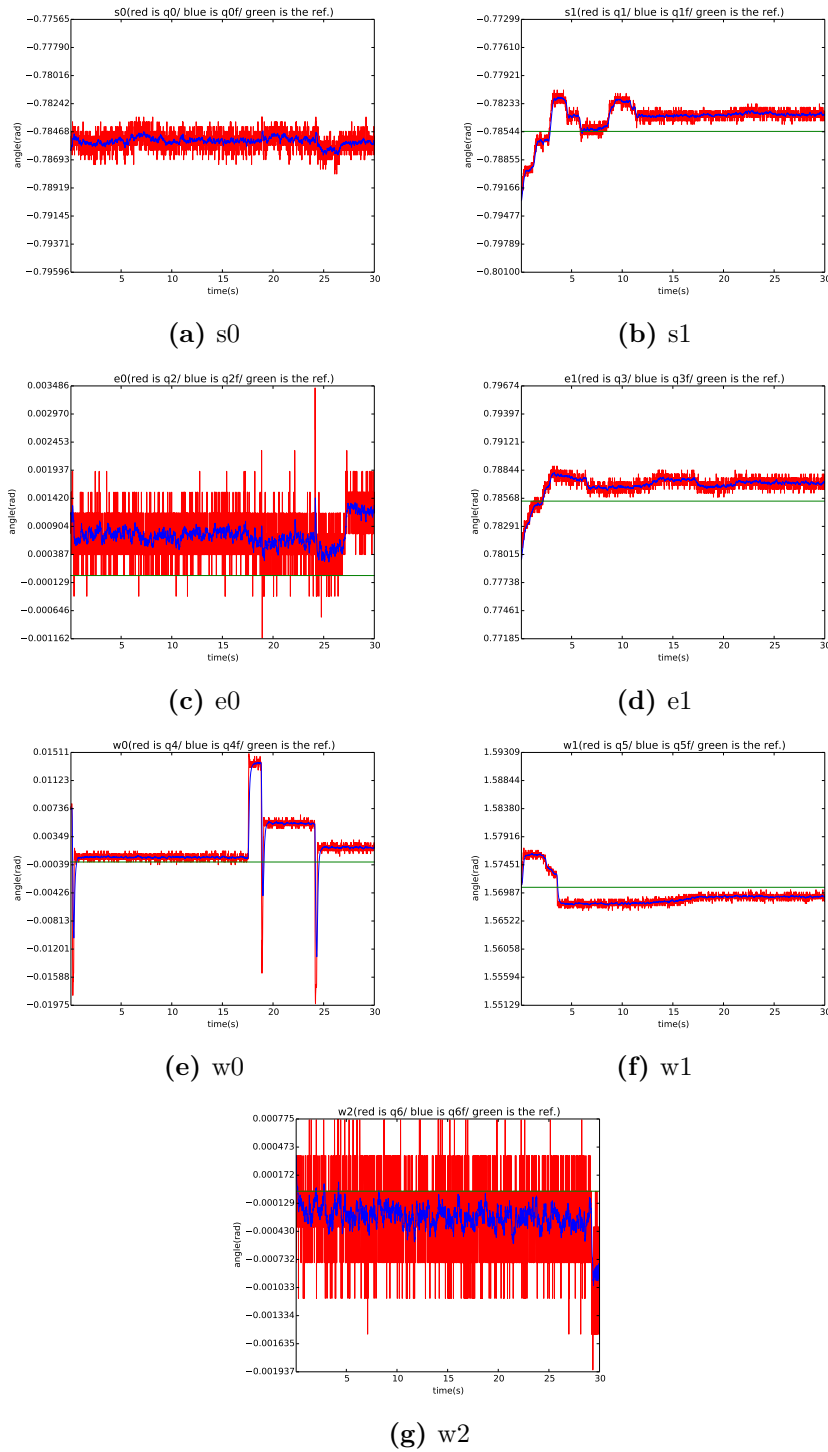 s0(red is q0/ blue is q0f/ green is the ref.)
−0.77565
−0.77790
−0.78016
−0.78242
−0.78468
−0.78693
−0.78919
−0.79145
−0.79371
−0.79596
angle(rad)
5 10 15 20 25 30
time(s)
(a) s0
s1(red is q1/ blue is q1f/ green is the ref.)
−0.77299
−0.77610
−0.77921
−0.78233
−0.78544
−0.78855
−0.79166
−0.79477
−0.79789
−0.80100
angle(rad)
5 10 15 20 25 30
time(s)
(b) s1
e0(red is q2/ blue is q2f/ green is the ref.)
0.003486
0.002970
0.002453
0.001937
0.001420
0.000904
0.000387
−0.000129
−0.000646
−0.001162
angle(rad)
5 10 15 20 25 30
time(s)
(c) e0
e1(red is q3/ blue is q3f/ green is the ref.)
0.79674
0.79397
0.79121
0.78844
0.78568
0.78291
0.78015
0.77738
0.77461
0.77185
angle(rad)
5 10 15 20 25 30
time(s)
(d) e1
w0(red is q4/ blue is q4f/ green is the ref.)
0.01511
0.01123
0.00736
0.00349
−0.00039
−0.00426
−0.00813
−0.01201
−0.01588
−0.01975
angle(rad)
5 10 15 20 25 30
time(s)
(e) w0
w1(red is q5/ blue is q5f/ green is the ref.)
1.59309
1.58844
1.58380
1.57916
1.57451
1.56987
1.56522
1.56058
1.55594
1.55129
angle(rad)
5 10 15 20 25 30
time(s)
(f) w1
w2(red is q6/ blue is q6f/ green is the ref.)
0.000775
0.000473
0.000172
−0.000129
−0.000430
−0.000732
−0.001033
−0.001334
−0.001635
−0.001937
angle(rad)
5 10 15 20 25 30
time(s)
(g) w2